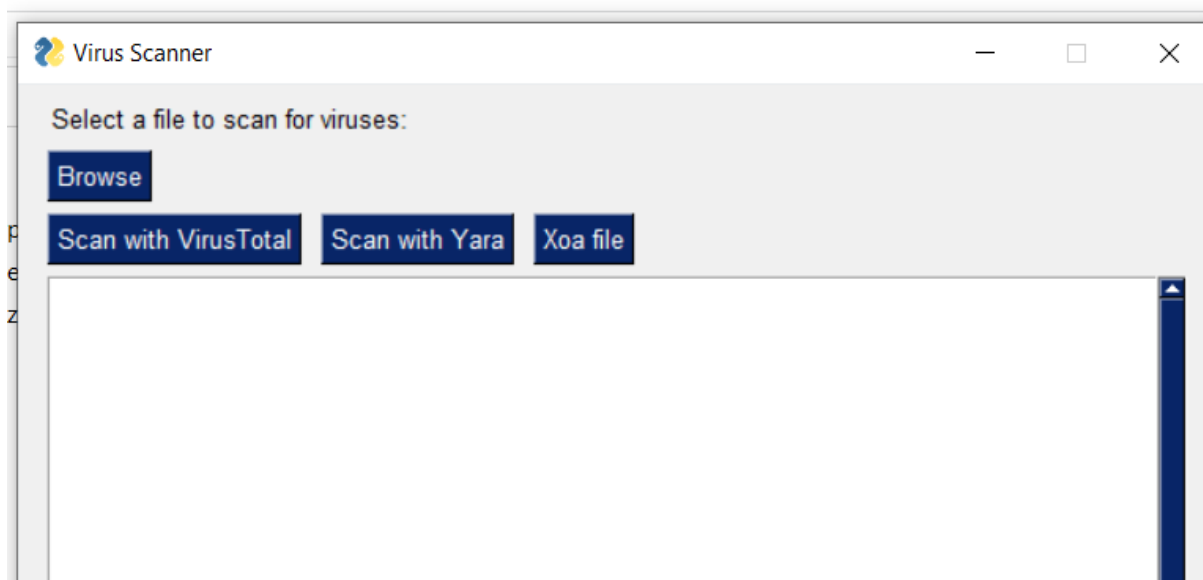 Virus Scanner
Select a file to scan for viruses:
Browse
Scan with VirusTotal Scan with Yara Xoa file
p
e
z